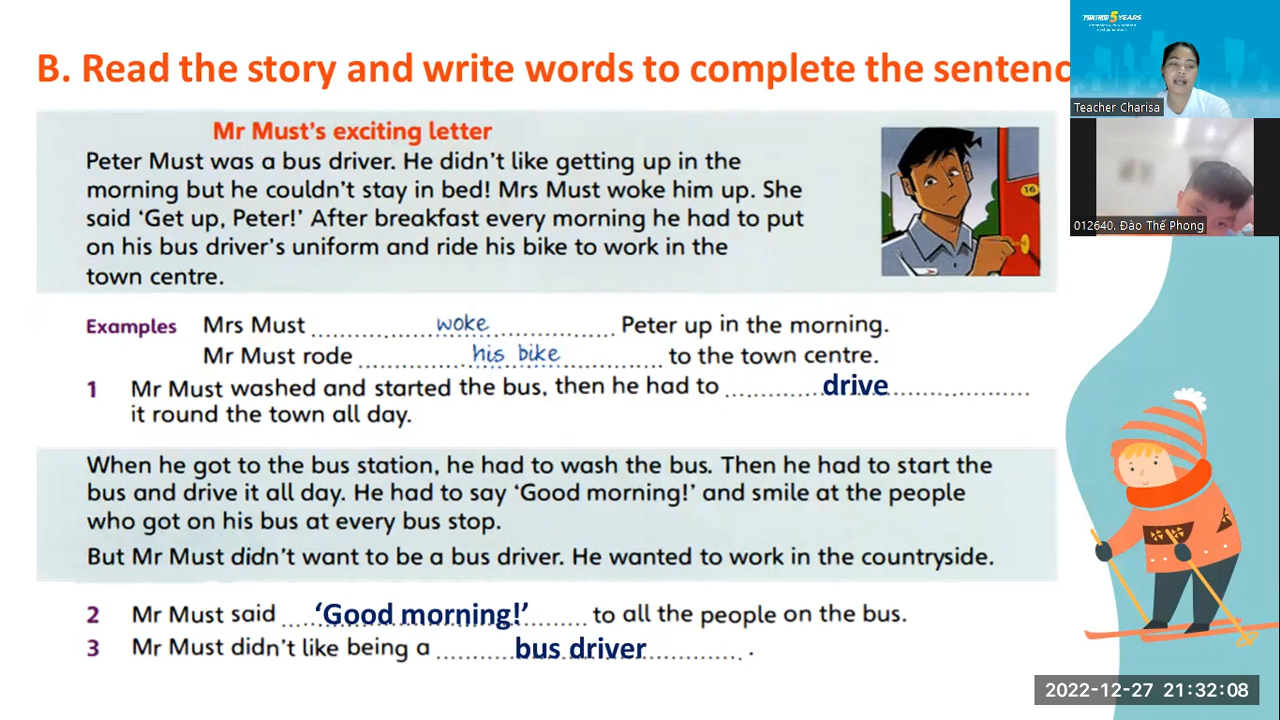 B. Read the story and write words to complete the sentenc
Mr Must's exciting letter
Peter Must was a bus driver. He didn't like getting up in the
morning but he couldn't stay in bed! Mrs Must woke him up. She
said 'Get up, Peter!' After breakfast every morning he had to put
on his bus driver's uniform and ride his bike to work in the
town centre.
16
Examples Mrs Must woke Peter up in the morning.
Mr Must rode his bike to the town centre.
1 Mr Must washed and started the bus, then he had to drive
it round the town all day.
When he got to the bus station, he had to wash the bus. Then he had to start the
bus and drive it all day. He had to say 'Good morning!' and smile at the people
who got on his bus at every bus stop.
But Mr Must didn't want to be a bus driver. He wanted to work in the countryside.
2 Mr Must said 'Good morning!' to all the people on the bus.
3 Mr Must didn't like being a bus driver .
5 YEARS
Teacher Charisa
012640. Đào Thế Phong
2022-12-27 21:32:08